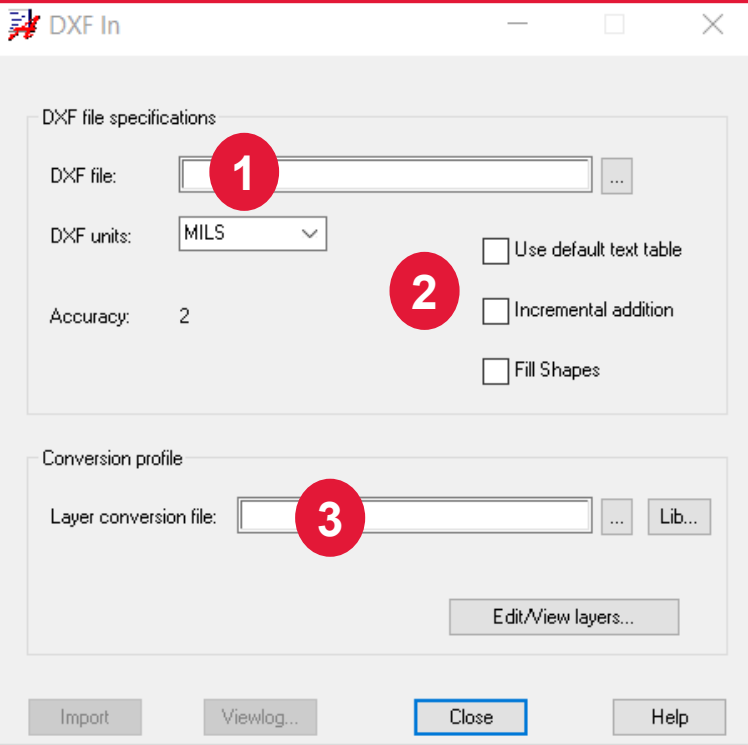 DXF In
DXF file specifications
DXF file: 1 ...
DXF units: MILS
Use default text table
2
Incremental addition
Accuracy: 2
Fill Shapes
Conversion profile
Layer conversion file: 3 ... Lib...
Edit/View layers...
Import Viewlog... Close Help